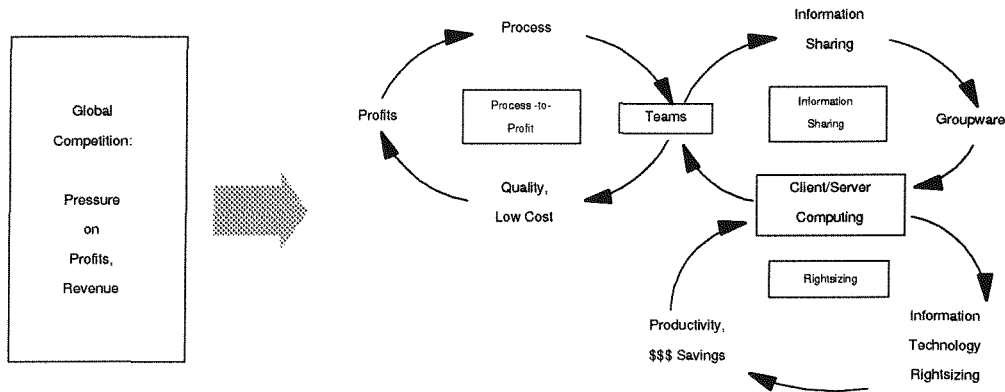 Global
Competition:
Pressure
on
Profits,
Revenue
Process
Profits
Process -to-
Profit
Teams
Quality,
Low Cost
Information
Sharing
Information
Sharing
Groupware
Client/Server
Computing
Rightsizing
Productivity,
$$$ Savings
Information
Technology
Rightsizing